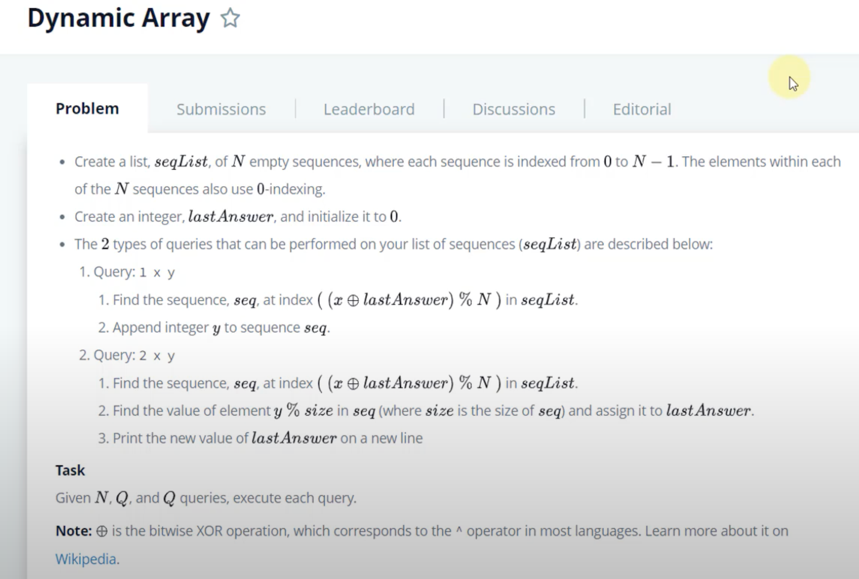 Dynamic Array
Problem
Submissions
Leaderboard
Discussions
Editorial
• Create a list, seqList, of N empty sequences, where each sequence is indexed from 0 to N − 1. The elements within each
of the N sequences also use 0-indexing.
• Create an integer, lastAnswer, and initialize it to 0.
• The 2 types of queries that can be performed on your list of sequences (seqList) are described below:
1. Query: 1 x y
1. Find the sequence, seq, at index ( (x ⊕ lastAnswer) % N ) in seqList.
2. Append integer y to sequence seq.
2. Query: 2 x y
1. Find the sequence, seq, at index ( (x ⊕ lastAnswer) % N ) in seqList.
2. Find the value of element y % size in seq (where size is the size of seq) and assign it to lastAnswer.
3. Print the new value of lastAnswer on a new line
Task
Given N, Q, and Q queries, execute each query.
Note: ⊕ is the bitwise XOR operation, which corresponds to the ^ operator in most languages. Learn more about it on
Wikipedia.